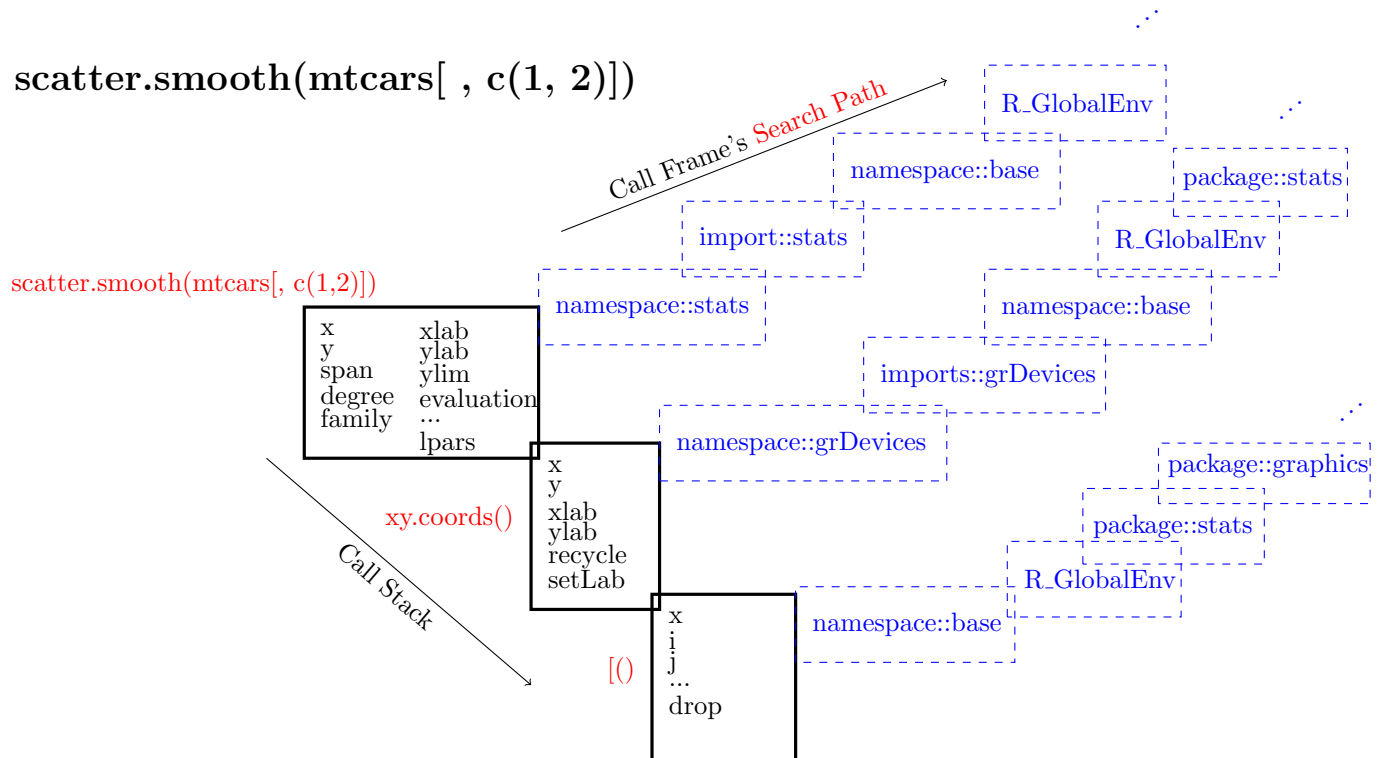 scatter.smooth(mtcars[ , c(1, 2)])
Call Frame's Search Path
R_GlobalEnv
namespace::base
import::stats
namespace::stats
package::stats
R_GlobalEnv
namespace::base
imports::grDevices
namespace::grDevices
package::graphics
package::stats
R_GlobalEnv
namespace::base
scatter.smooth(mtcars[, c(1,2)])
x
y
span
degree
family
xlab
ylab
ylim
evaluation
...
lpars
Call Stack
xy.coords()
x
y
xlab
ylab
recycle
setLab
[()
x
i
j
...
drop